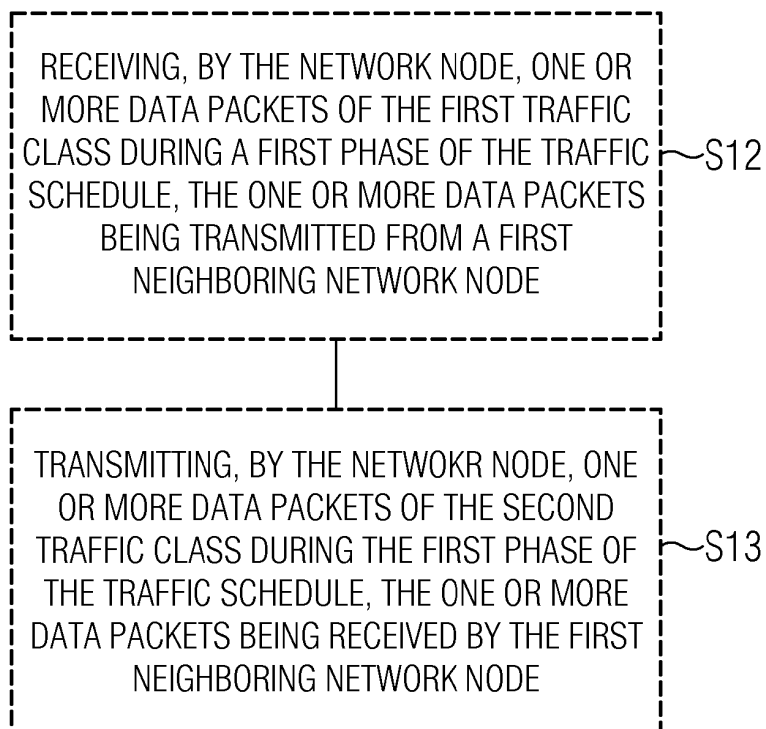 RECEIVING, BY THE NETWORK NODE, ONE OR
MORE DATA PACKETS OF THE FIRST TRAFFIC
CLASS DURING A FIRST PHASE OF THE TRAFFIC
SCHEDULE, THE ONE OR MORE DATA PACKETS
BEING TRANSMITTED FROM A FIRST
NEIGHBORING NETWORK NODE
S12
TRANSMITTING, BY THE NETWOKR NODE, ONE
OR MORE DATA PACKETS OF THE SECOND
TRAFFIC CLASS DURING THE FIRST PHASE OF
THE TRAFFIC SCHEDULE, THE ONE OR MORE
DATA PACKETS BEING RECEIVED BY THE FIRST
NEIGHBORING NETWORK NODE
S13